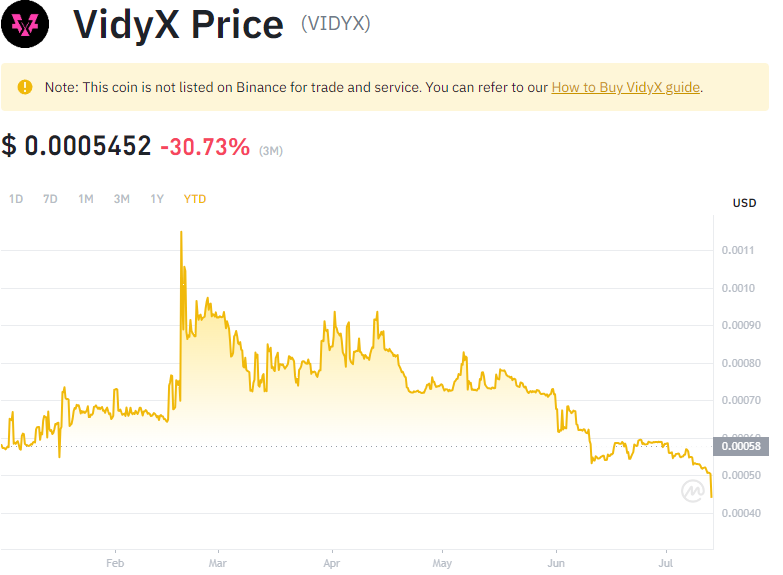 VidyX Price (VIDYX)
Note: This coin is not listed on Binance for trade and service. You can refer to our How to Buy VidyX guide.
$ 0.0005452 -30.73% (3M)
1D 7D 1M 3M 1Y YTD
USD
0.0011
0.0010
0.00090
0.00080
0.00070
0.00058
0.00050
0.00040
Feb Mar Apr May Jun Jul